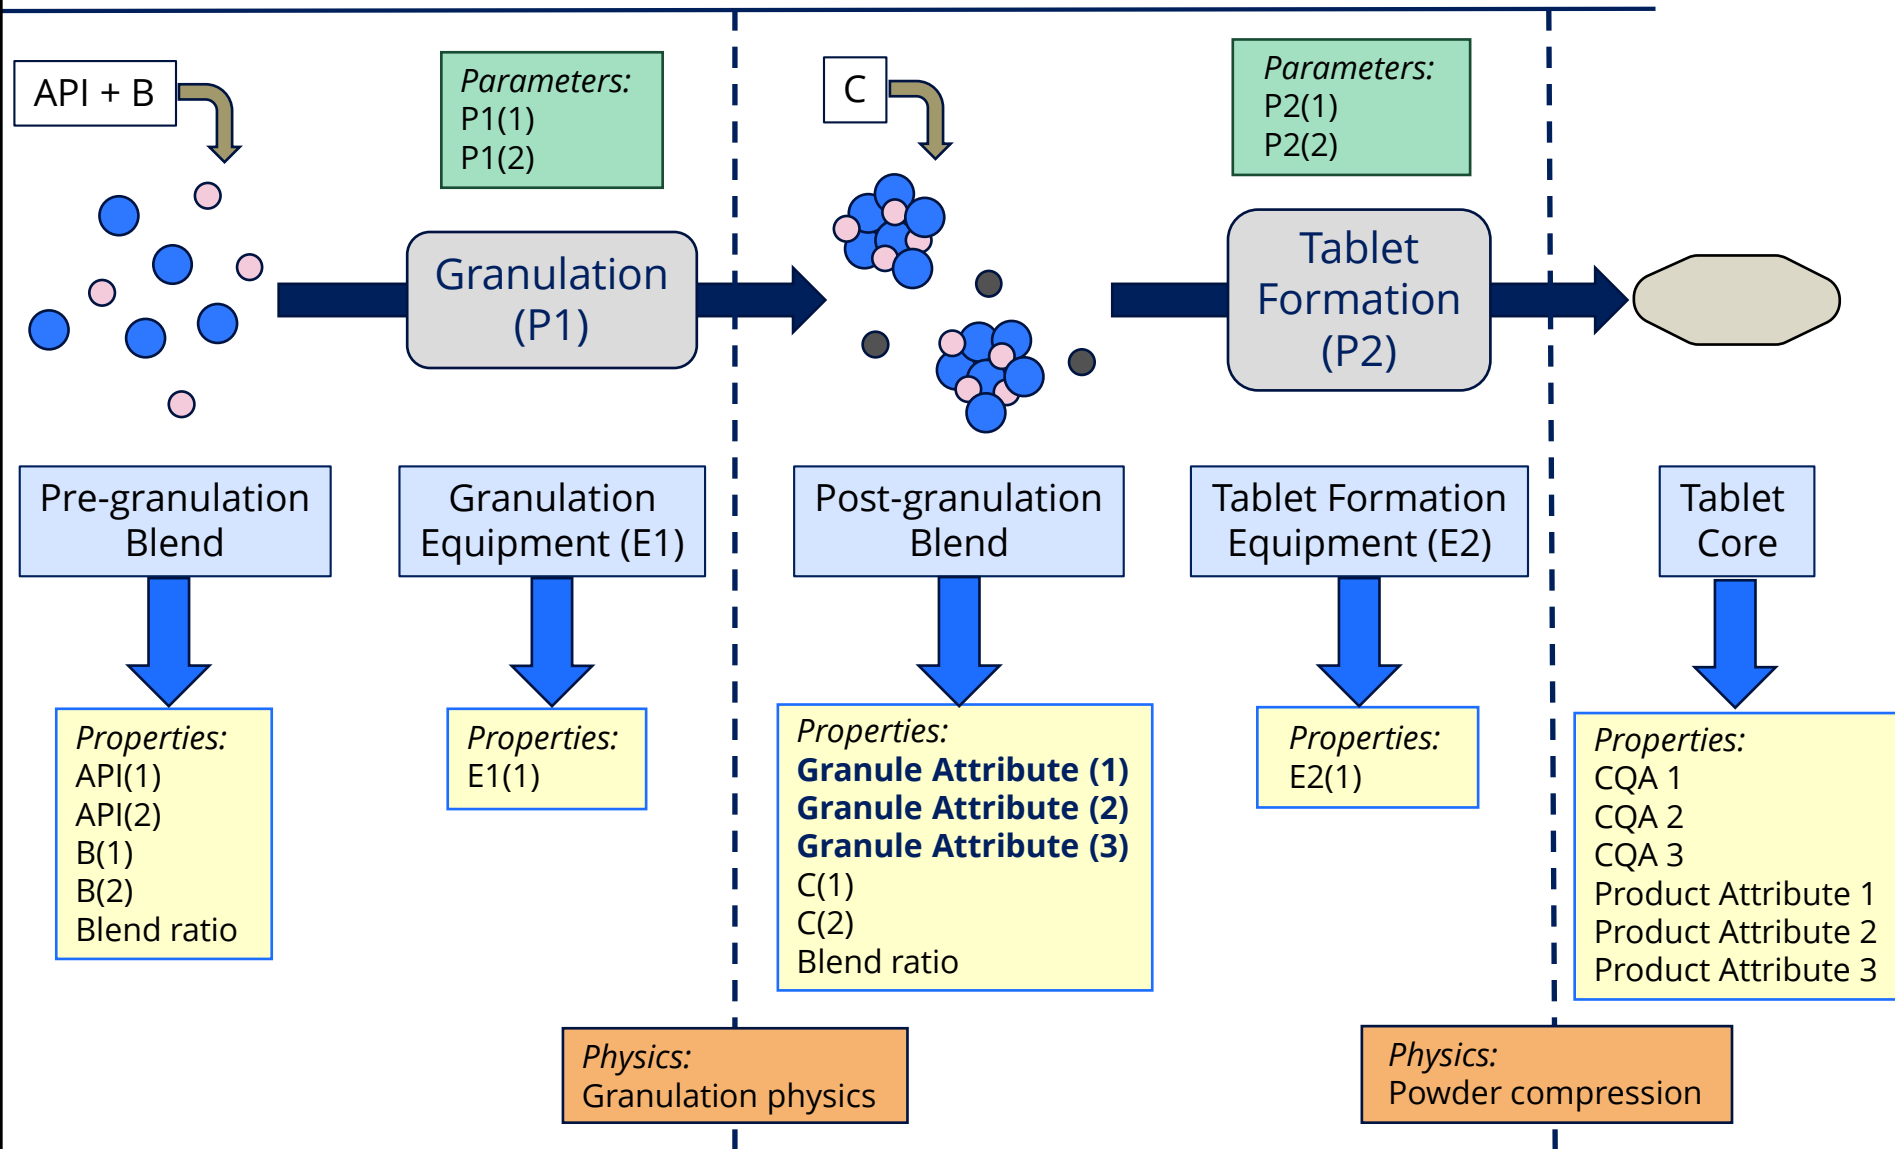 API + B
Parameters:
P1(1)
P1(2)
C
Parameters:
P2(1)
P2(2)
Granulation
(P1)
Tablet
Formation
(P2)
Pre-granulation
Blend
Granulation
Equipment (E1)
Post-granulation
Blend
Tablet Formation
Equipment (E2)
Tablet
Core
Properties:
API(1)
API(2)
B(1)
B(2)
Blend ratio
Properties:
E1(1)
Properties:
Granule Attribute (1)
Granule Attribute (2)
Granule Attribute (3)
C(1)
C(2)
Blend ratio
Properties:
E2(1)
Properties:
CQA 1
CQA 2
CQA 3
Product Attribute 1
Product Attribute 2
Product Attribute 3
Physics:
Granulation physics
Physics:
Powder compression